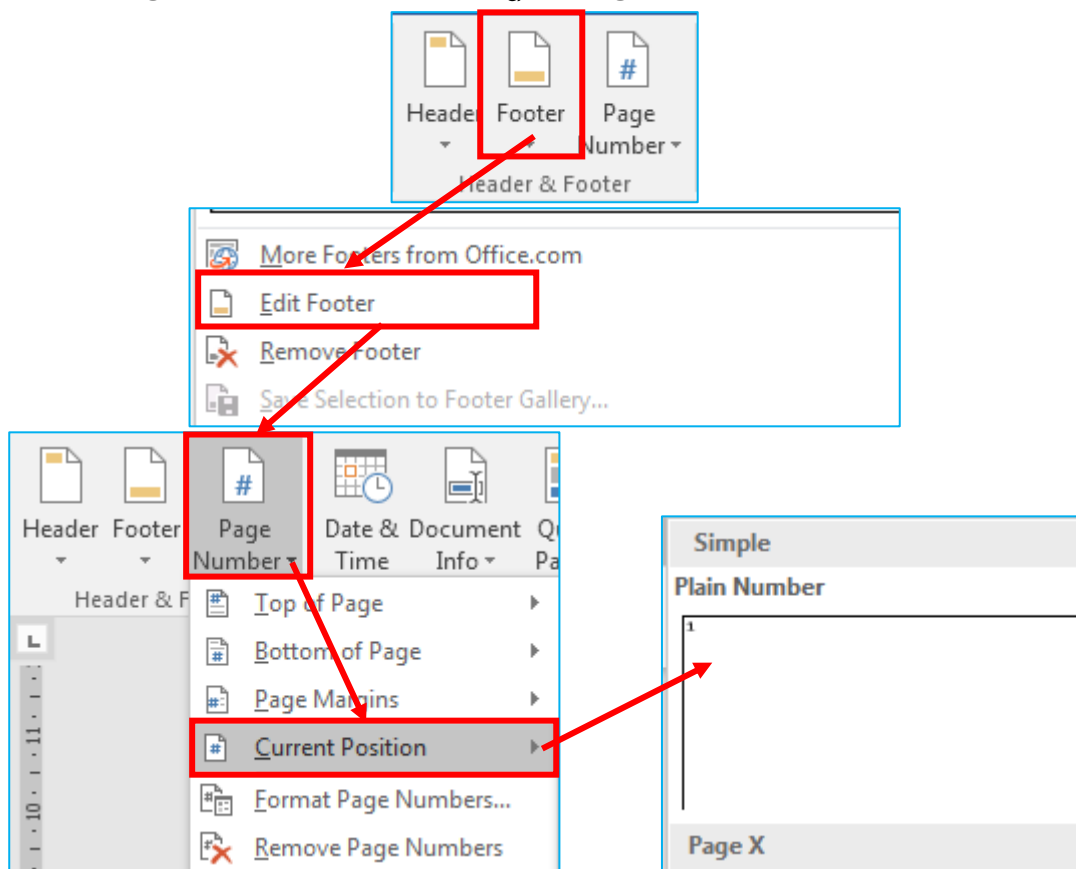 Header Footer Page
Number
Header & Footer
More Footers from Office.com
Edit Footer
Remove Footer
Save Selection to Footer Gallery...
Header Footer Page Date & Document
Number Time Info
Header & F
Top of Page
Bottom of Page
Page Margins
Current Position
Format Page Numbers...
Remove Page Numbers
L
11
10
Simple
Plain Number
1
Page X